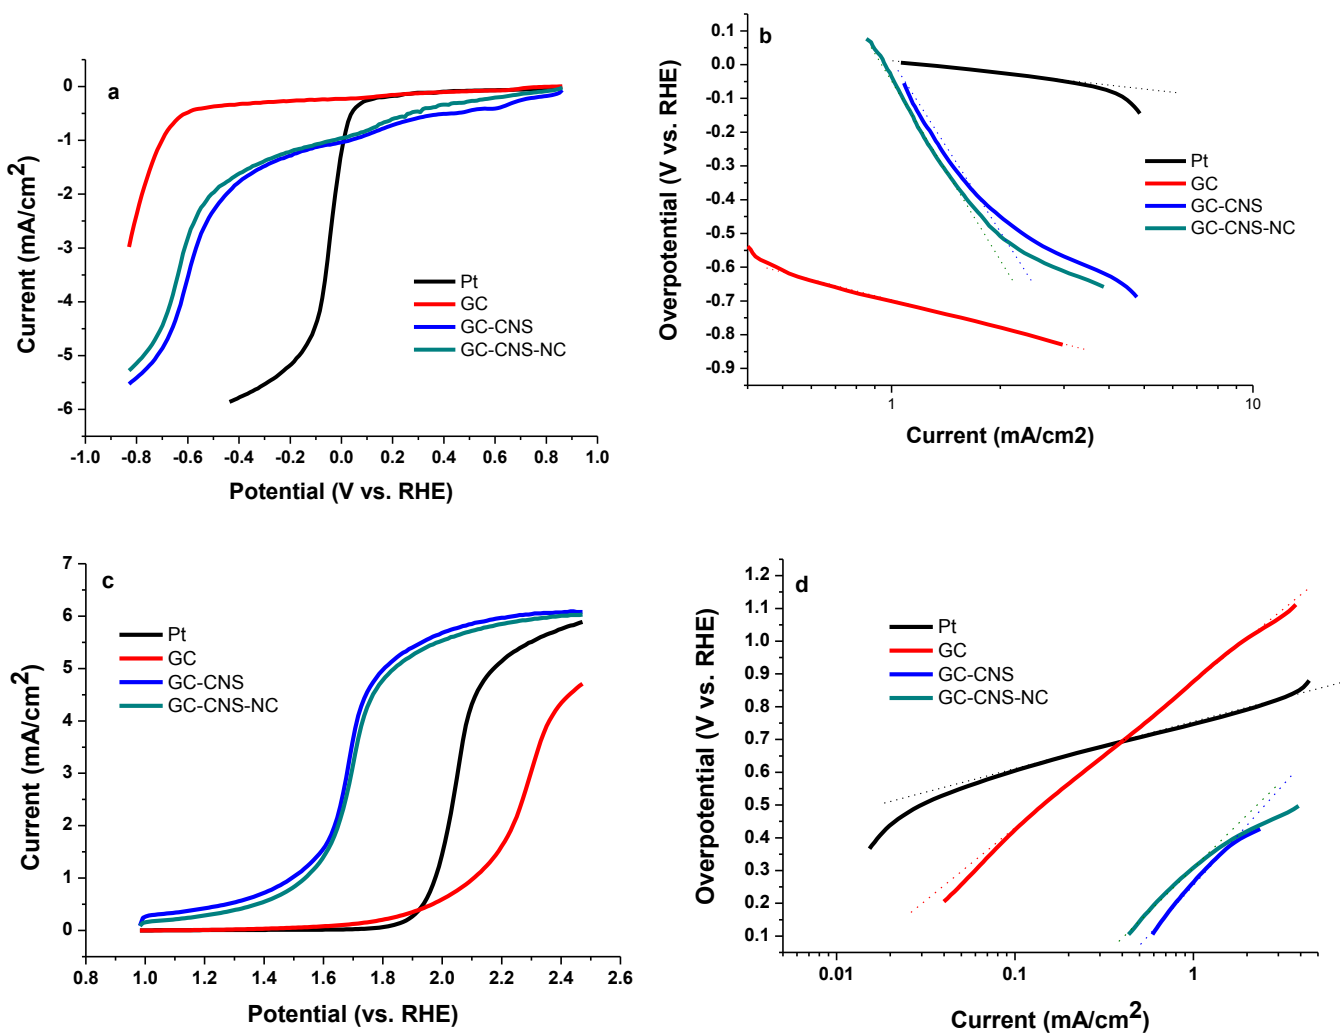 a
0
-1
-2
-3
-4
-5
-6
Current (mA/cm2)
Pt
GC
GC-CNS
GC-CNS-NC
-1.0 -0.8 -0.6 -0.4 -0.2 0.0 0.2 0.4 0.6 0.8 1.0
Potential (V vs. RHE)
b
0.1
0.0
-0.1
-0.2
-0.3
-0.4
-0.5
-0.6
-0.7
-0.8
-0.9
Overpotential (V vs. RHE)
Pt
GC
GC-CNS
GC-CNS-NC
1 10
Current (mA/cm2)
c
7
6
5
4
3
2
1
0
Current (mA/cm2)
Pt
GC
GC-CNS
GC-CNS-NC
0.8 1.0 1.2 1.4 1.6 1.8 2.0 2.2 2.4 2.6
Potential (vs. RHE)
d
1.2
1.1
1.0
0.9
0.8
0.7
0.6
0.5
0.4
0.3
0.2
0.1
Overpotential (V vs. RHE)
Pt
GC
GC-CNS
GC-CNS-NC
0.01 0.1 1
Current (mA/cm2)